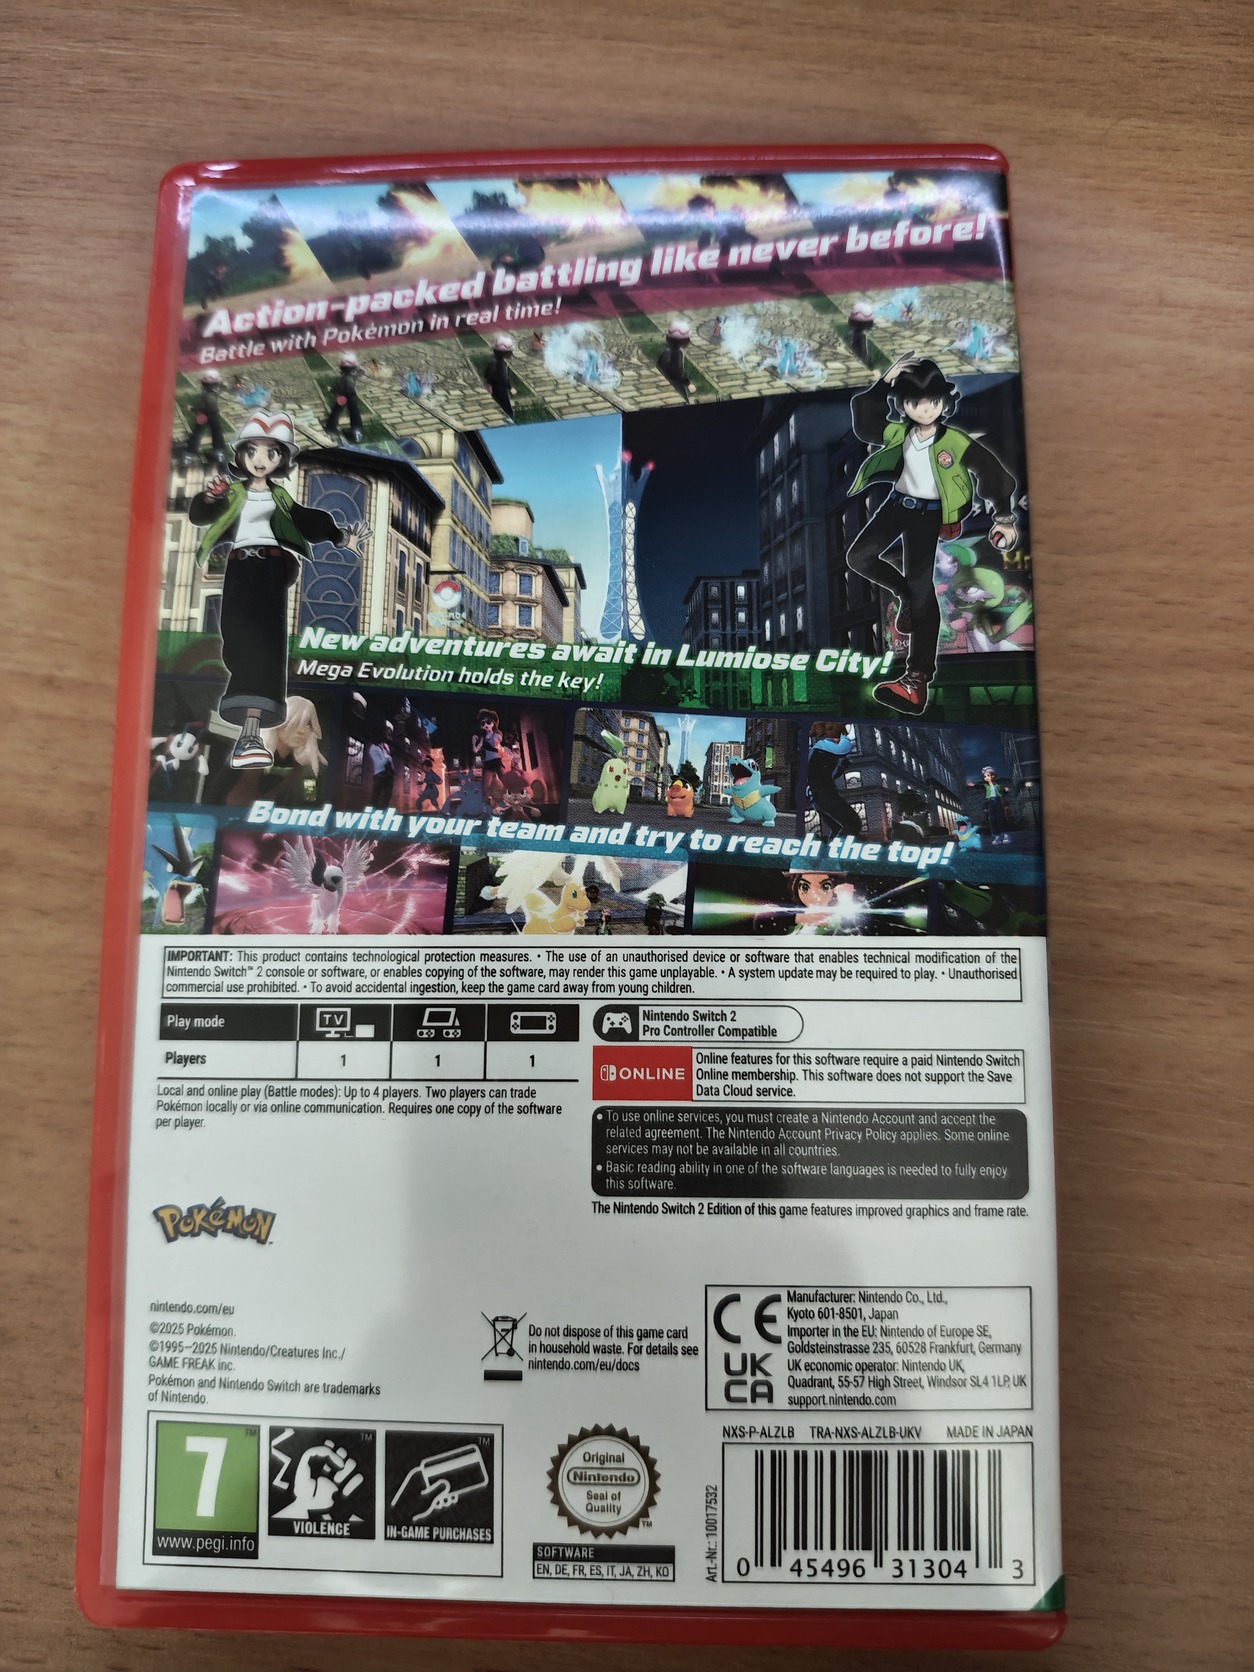 Action-packed battling like never before!
Battle with Pokémon in real time!
New adventures await in Lumiose City!
Mega Evolution holds the key!
Bond with your team and try to reach the top!
IMPORTANT: This product contains technological protection measures. • The use of an unauthorised device or software that enables technical modification of the
Nintendo Switch™ 2 console or software, or enables copying of the software, may render this game unplayable. • A system update may be required to play. • Unauthorised
commercial use prohibited. • To avoid accidental ingestion, keep the game card away from young children.
Play mode
TV
Players
1
1
1
Local and online play (Battle modes): Up to 4 players. Two players can trade
Pokémon locally or via online communication. Requires one copy of the software
per player.
Nintendo Switch 2
Pro Controller Compatible
ONLINE
Online features for this software require a paid Nintendo Switch
Online membership. This software does not support the Save
Data Cloud service.
• To use online services, you must create a Nintendo Account and accept the
related agreement. The Nintendo Account Privacy Policy applies. Some online
services may not be available in all countries.
• Basic reading ability in one of the software languages is needed to fully enjoy
this software.
The Nintendo Switch 2 Edition of this game features improved graphics and frame rate.
POKéMON™
nintendo.com/eu
©2025 Pokémon.
©1995–2025 Nintendo/Creatures Inc./
GAME FREAK inc.
Pokémon and Nintendo Switch are trademarks
of Nintendo.
Do not dispose of this game card
in household waste. For details see
nintendo.com/eu/docs
CE
UK
CA
Manufacturer: Nintendo Co., Ltd.,
Kyoto 601-8501, Japan
Importer in the EU: Nintendo of Europe SE,
Goldsteinstrasse 235, 60528 Frankfurt, Germany
UK economic operator: Nintendo UK,
Quadrant, 55-57 High Street, Windsor SL4 1LP, UK
support.nintendo.com
7™
www.pegi.info
™
VIOLENCE
™
IN-GAME PURCHASES
Original
Nintendo
Seal of
Quality
™
SOFTWARE
EN, DE, FR, ES, IT, JA, ZH, KO
NXS-P-ALZLB TRA-NXS-ALZLB-UKV MADE IN JAPAN
Art.-Nr.: 10017532
0 45496 31304 3